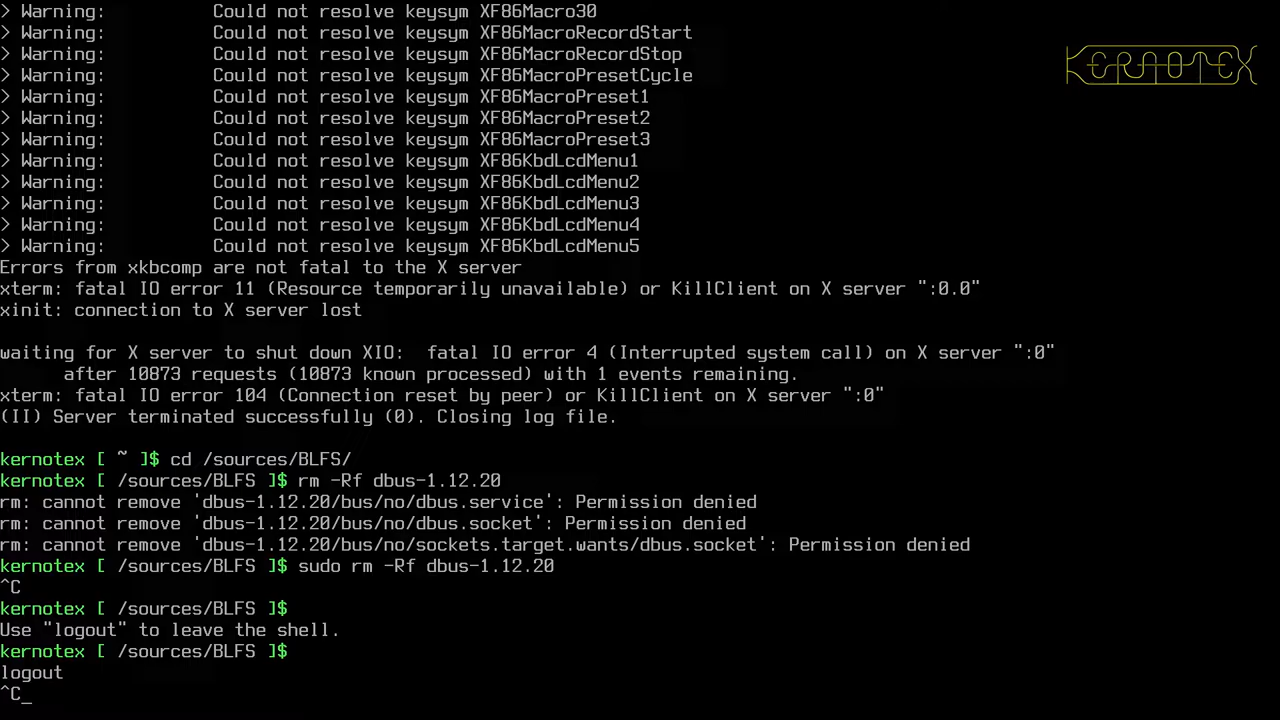 > Warning:          Could not resolve keysym XF86Macro30
> Warning:          Could not resolve keysym XF86MacroRecordStart
> Warning:          Could not resolve keysym XF86MacroRecordStop
> Warning:          Could not resolve keysym XF86MacroPresetCycle
> Warning:          Could not resolve keysym XF86MacroPreset1
> Warning:          Could not resolve keysym XF86MacroPreset2
> Warning:          Could not resolve keysym XF86MacroPreset3
> Warning:          Could not resolve keysym XF86KbdLcdMenu1
> Warning:          Could not resolve keysym XF86KbdLcdMenu2
> Warning:          Could not resolve keysym XF86KbdLcdMenu3
> Warning:          Could not resolve keysym XF86KbdLcdMenu4
> Warning:          Could not resolve keysym XF86KbdLcdMenu5
KERNOTEX
Errors from xkbcomp are not fatal to the X server
xterm: fatal IO error 11 (Resource temporarily unavailable) or KillClient on X server ":0.0"
xinit: connection to X server lost
waiting for X server to shut down XIO:  fatal IO error 4 (Interrupted system call) on X server ":0"
      after 10873 requests (10873 known processed) with 1 events remaining.
xterm: fatal IO error 104 (Connection reset by peer) or KillClient on X server ":0"
(II) Server terminated successfully (0). Closing log file.
kernotex [ ~ ]$ cd /sources/BLFS/
kernotex [ /sources/BLFS ]$ rm -Rf dbus-1.12.20
rm: cannot remove 'dbus-1.12.20/bus/no/dbus.service': Permission denied
rm: cannot remove 'dbus-1.12.20/bus/no/dbus.socket': Permission denied
rm: cannot remove 'dbus-1.12.20/bus/no/sockets.target.wants/dbus.socket': Permission denied
kernotex [ /sources/BLFS ]$ sudo rm -Rf dbus-1.12.20
^C
kernotex [ /sources/BLFS ]$
Use "logout" to leave the shell.
kernotex [ /sources/BLFS ]$
logout
^C_